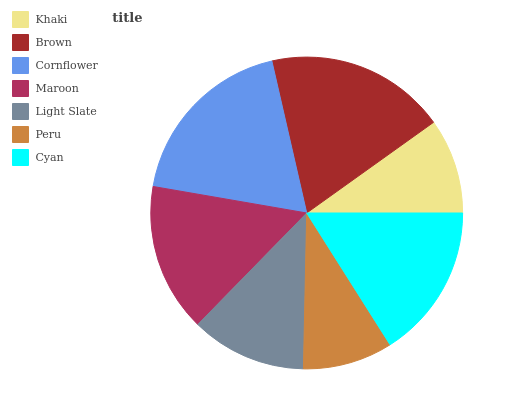 title
Khaki
Brown
Cornflower
Maroon
Light Slate
Peru
Cyan